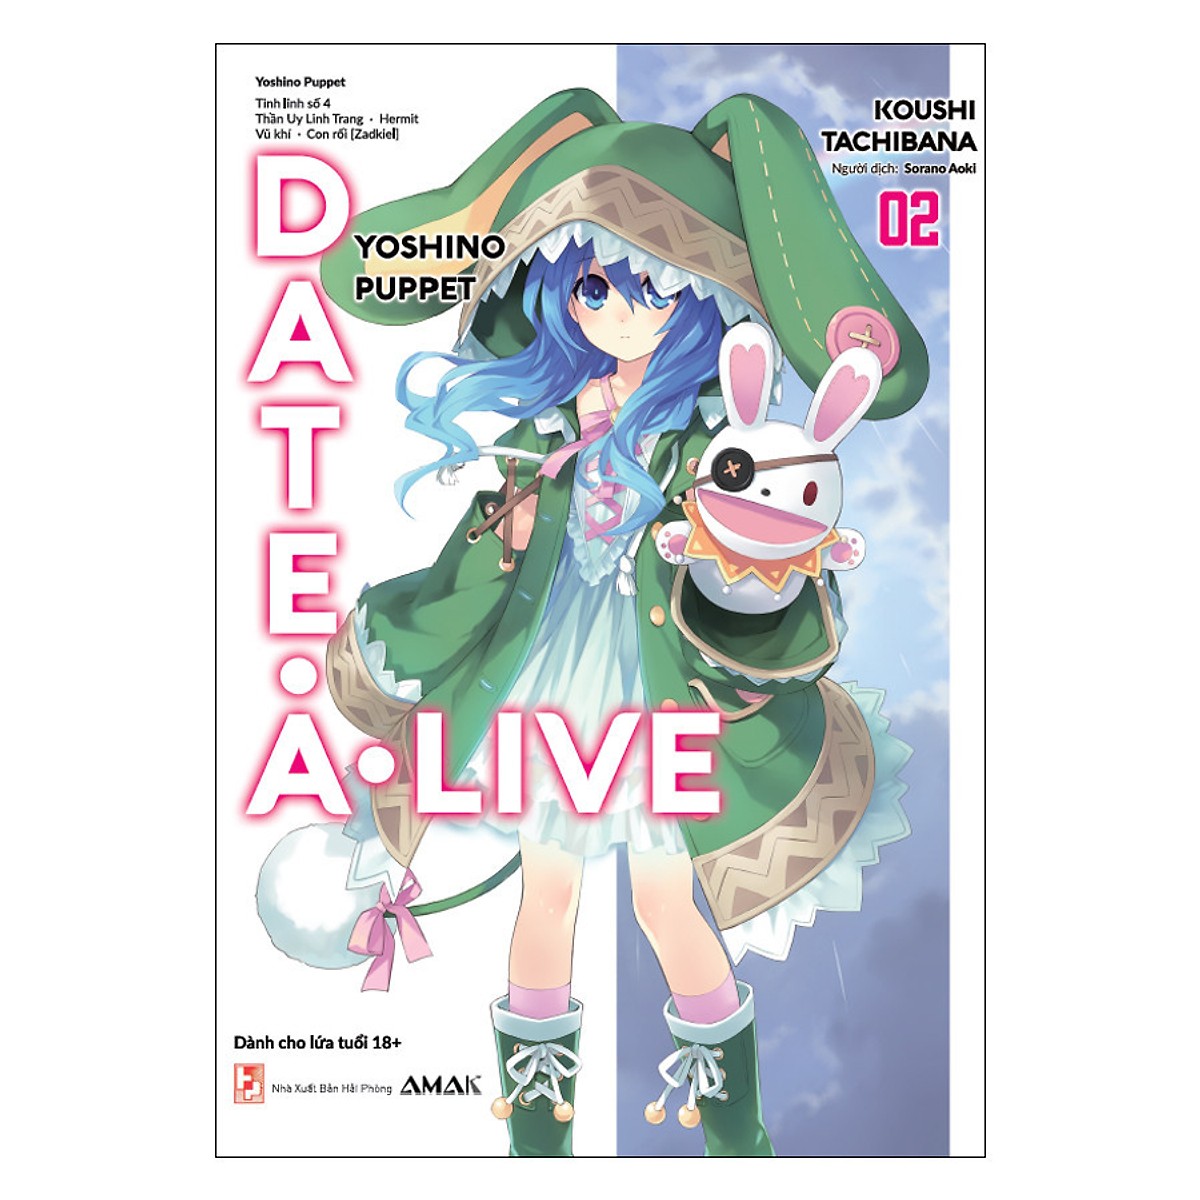 Yoshino Puppet
Tinh linh số 4
Thần Uy Linh Trang • Hermit
Vũ khí • Con rối [Zadkiel]
KOUSHI
TACHIBANA
Người dịch: Sorano Aoki
02
DATE•A•LIVE
YOSHINO
PUPPET
Dành cho lứa tuổi 18+
Nhà Xuất Bản Hải Phòng AMAK